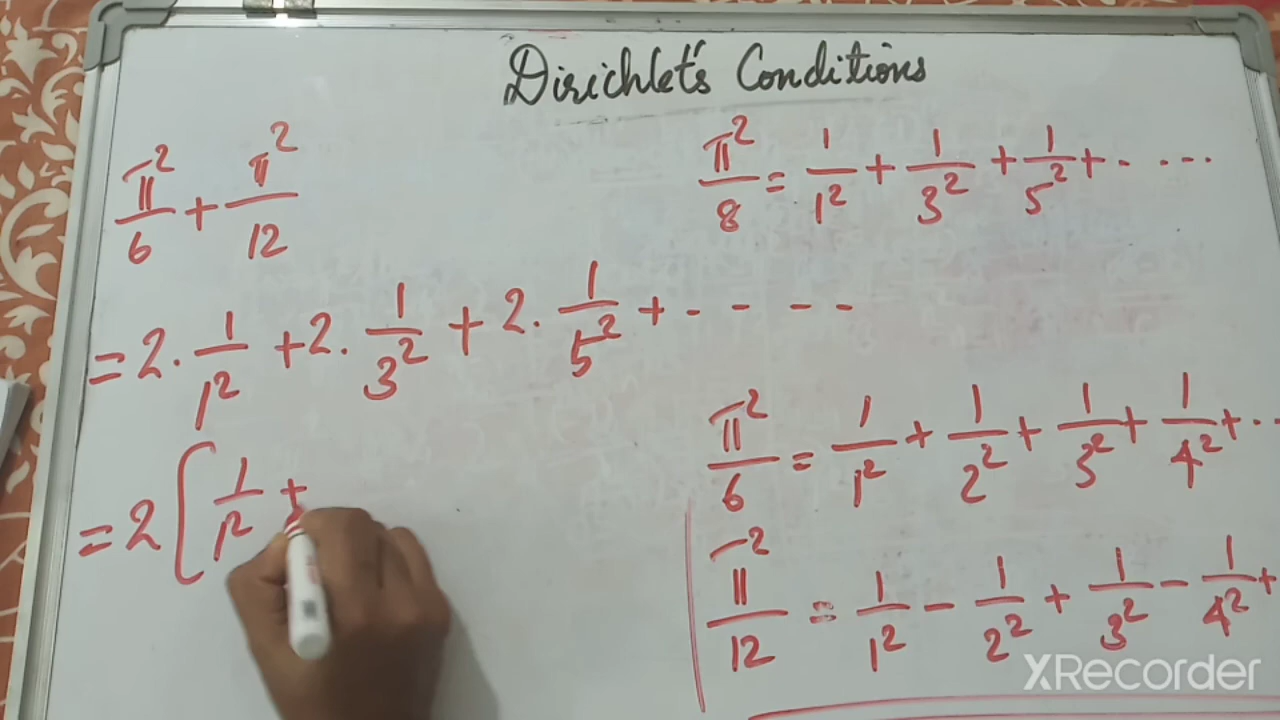 Dirichlet's Conditions
π²/6 + π²/12
π²/8 = 1/1² + 1/3² + 1/5² + - - - -
= 2. 1/1² + 2. 1/3² + 2. 1/5² + - - - -
π²/6 = 1/1² + 1/2² + 1/3² + 1/4² + - -
= 2 [ 1/1² +
π²/12 = 1/1² - 1/2² + 1/3² - 1/4² +
XRecorder